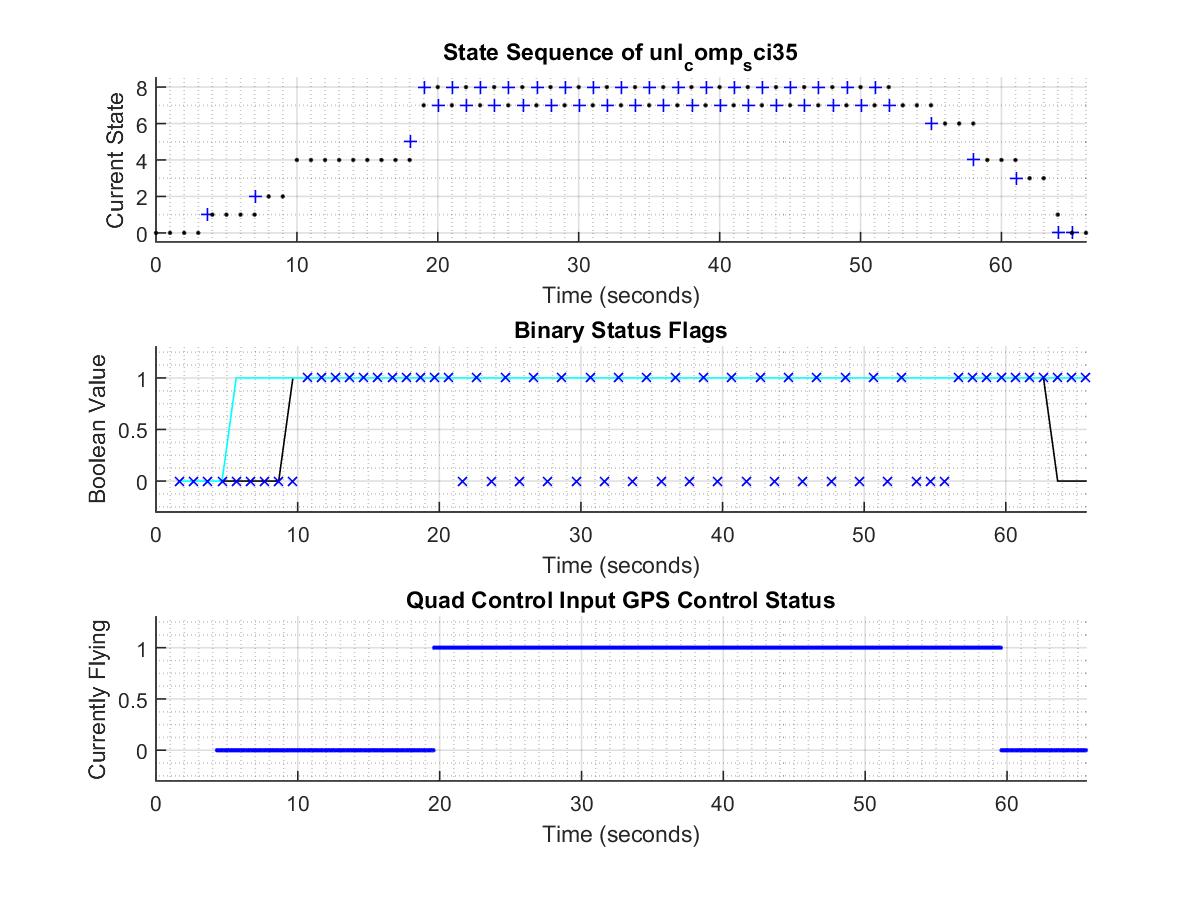 State Sequence of unl_comp_sci35
8
6
4
2
0
Current State
0 10 20 30 40 50 60
Time (seconds)
Binary Status Flags
1
0.5
0
Boolean Value
0 10 20 30 40 50 60
Time (seconds)
Quad Control Input GPS Control Status
1
0.5
0
Currently Flying
0 10 20 30 40 50 60
Time (seconds)